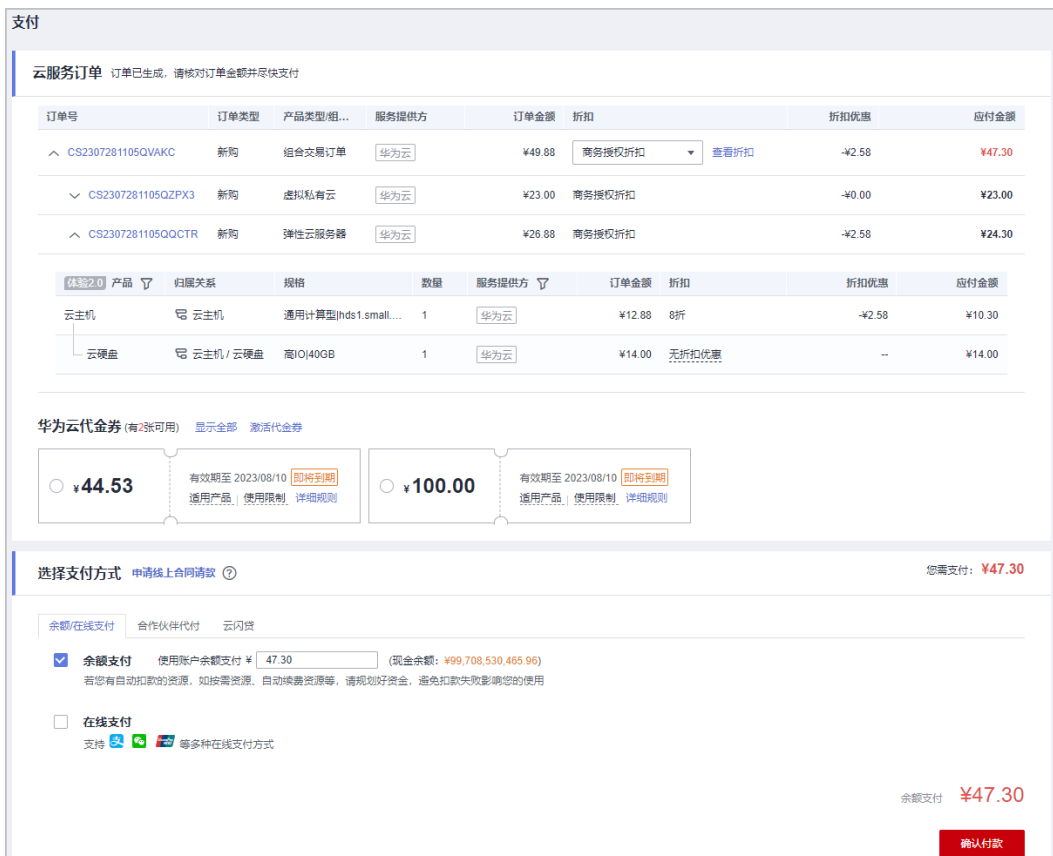 支付
云服务订单 订单已生成，请核对订单金额并尽快支付
订单号 订单类型 产品类型/组... 服务提供方 订单金额 折扣 折扣优惠 应付金额
CS2307281105QVAKC 新购 组合交易订单 华为云 ¥49.88 商务授权折扣 查看折扣 -¥2.58 ¥47.30
CS2307281105QZPX3 新购 虚拟私有云 华为云 ¥23.00 商务授权折扣 -¥0.00 ¥23.00
CS2307281105QQCTR 新购 弹性云服务器 华为云 ¥26.88 商务授权折扣 -¥2.58 ¥24.30
体验2.0 产品 归属关系 规格 数量 服务提供方 订单金额 折扣 折扣优惠 应付金额
云主机 云主机 通用计算型|hds1.small.... 1 华为云 ¥12.88 8折 -¥2.58 ¥10.30
云硬盘 云主机 / 云硬盘 高IO|40GB 1 华为云 ¥14.00 无折扣优惠 -- ¥14.00
华为云代金券 (有2张可用) 显示全部 激活代金券
¥44.53 有效期至 2023/08/10 即将到期 ¥100.00 有效期至 2023/08/10 即将到期
适用产品 | 使用限制 详细规则 适用产品 | 使用限制 详细规则
选择支付方式 申请线上合同请款 ? 您需支付： ¥47.30
余额/在线支付 合作伙伴代付 云闪贷
余额支付 使用账户余额支付 ¥ 47.30 (现金余额：¥99,708,530,465.96)
若您有自动扣款的资源，如按需资源、自动续费资源等，请规划好资金，避免扣款失败影响您的使用
在线支付
支持 支 等多种在线支付方式
余额支付 ¥47.30
确认付款